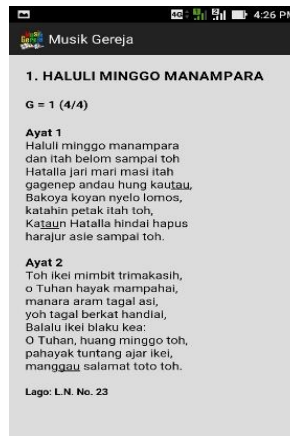 4G 4:26 PM
Musik Gereja
1. HALULI MINGGO MANAMPARA
G = 1 (4/4)
Ayat 1
Haluli minggo manampara
dan itah belom sampai toh
Hatalla jari mari masi itah
gagenep andau hung kautau,
Bakoya koyan nyelo lomos,
katahin petak itah toh,
Kataun Hatalla hindai hapus
harajur asie sampai toh.
Ayat 2
Toh ikei mimbit trimakasih,
o Tuhan hayak mampahai,
manara aram tagal asi,
yoh tagal berkat handiai,
Balalu ikei blaku kea:
O Tuhan, huang minggo toh,
pahayak tuntang ajar ikei,
manggau salamat toto toh.
Lago: L.N. No. 23